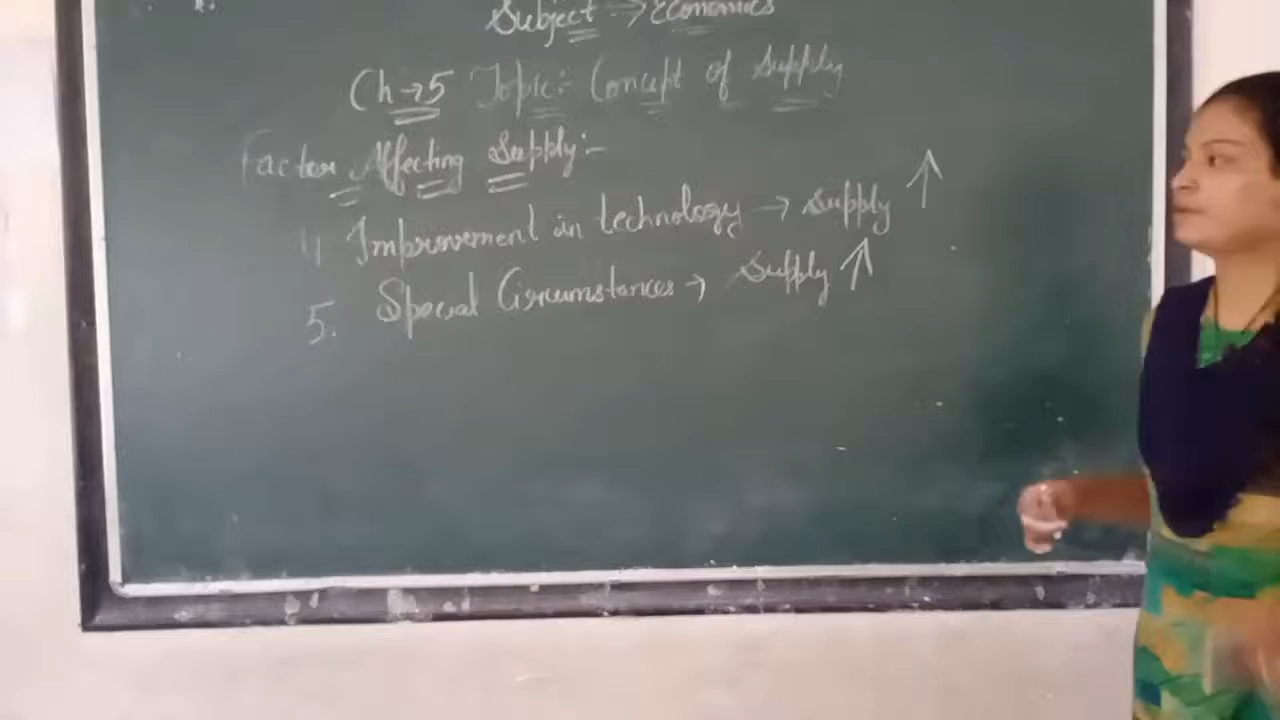 Subject → Economics
Ch → 5 Topic:- Concept of Supply
Factor Affecting Supply:-
4 Improvement in technology → supply ↑
5. Special Circumstances → supply ↑